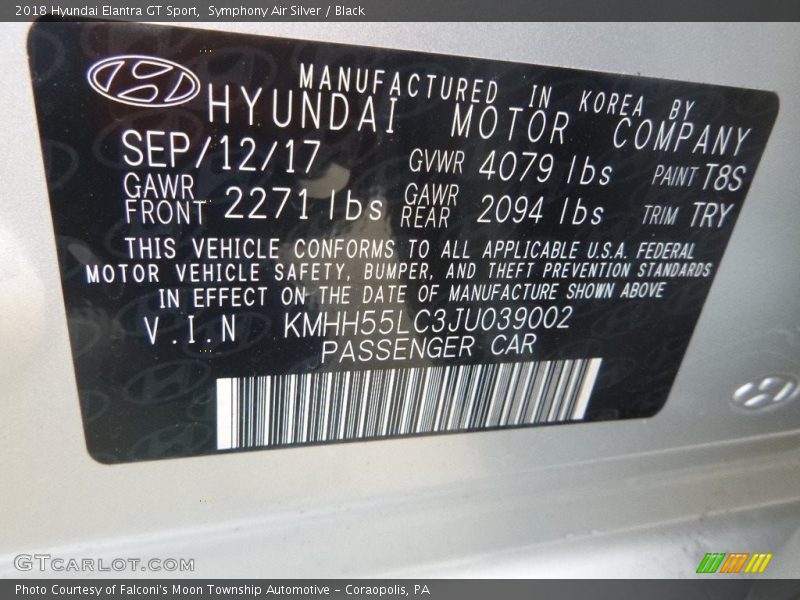 2018 Hyundai Elantra GT Sport,  Symphony Air Silver / Black
MANUFACTURED IN KOREA BY
HYUNDAI MOTOR COMPANY
SEP/12/17 GVWR 4079 lbs PAINT T8S
GAWR FRONT 2271 lbs GAWR REAR 2094 lbs TRIM TRY
THIS VEHICLE CONFORMS TO ALL APPLICABLE U.S.A. FEDERAL
MOTOR VEHICLE SAFETY, BUMPER, AND THEFT PREVENTION STANDARDS
IN EFFECT ON THE DATE OF MANUFACTURE SHOWN ABOVE
V.I.N KMHH55LC3JU039002
PASSENGER CAR
GTCARLOT.COM
Photo Courtesy of Falconi's Moon Township Automotive - Coraopolis, PA